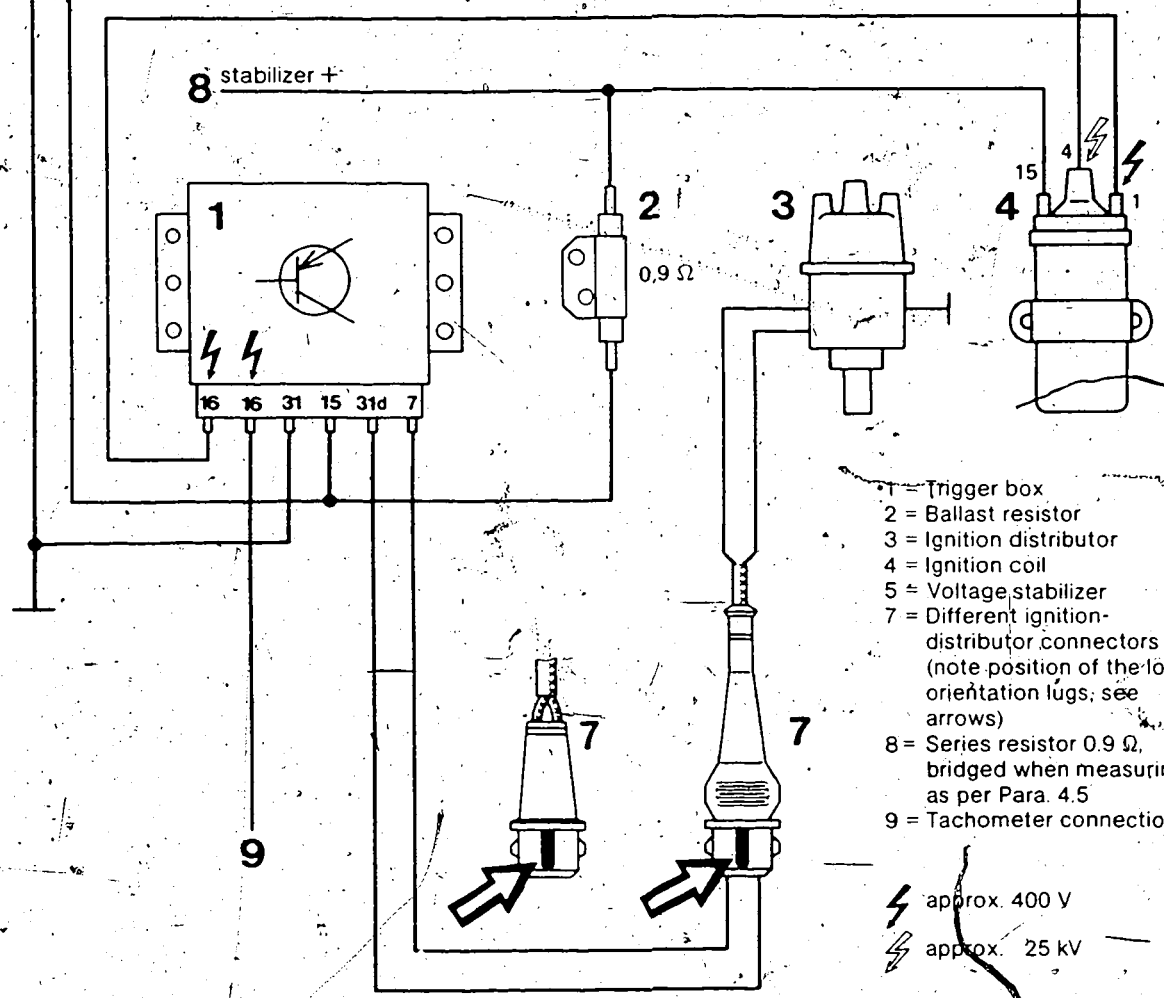 8 stabilizer +
15
4
1
1
2
3
4
0,9 Ω
16 16 31 15 31d 7
1 = Trigger box
2 = Ballast resistor
3 = Ignition distributor
4 = Ignition coil
5 = Voltage stabilizer
7 = Different ignition-
distributor connectors
(note position of the
orientation lugs, see
arrows)
8 = Series resistor 0.9 Ω,
bridged when
as per Para. 4.5
9 = Tachometer
7
7
9
approx. 400 V
approx. 25 kV